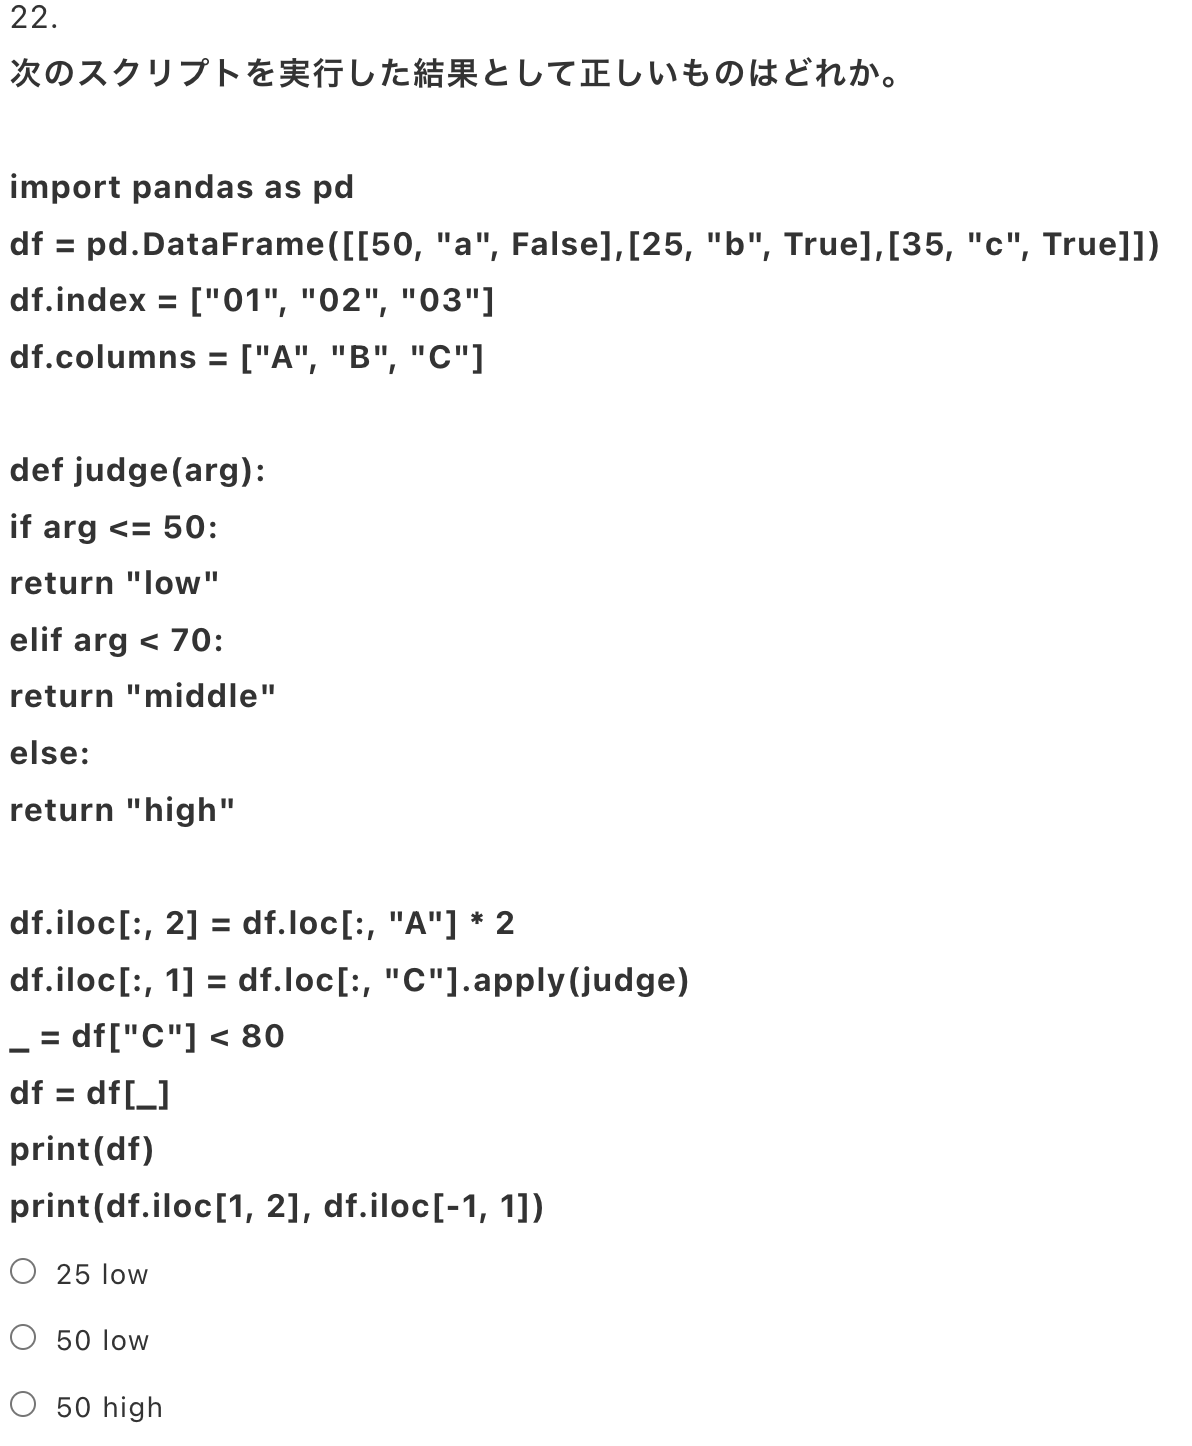 22.
次のスクリプトを実行した結果として正しいものはどれか。
import pandas as pd
df = pd.DataFrame([[50, "a", False],[25, "b", True],[35, "c", True]])
df.index = ["01", "02", "03"]
df.columns = ["A", "B", "C"]
def judge(arg):
if arg <= 50:
return "low"
elif arg < 70:
return "middle"
else:
return "high"
df.iloc[:, 2] = df.loc[:, "A"] * 2
df.iloc[:, 1] = df.loc[:, "C"].apply(judge)
_ = df["C"] < 80
df = df[_]
print(df)
print(df.iloc[1, 2], df.iloc[-1, 1])
25 low
50 low
50 high